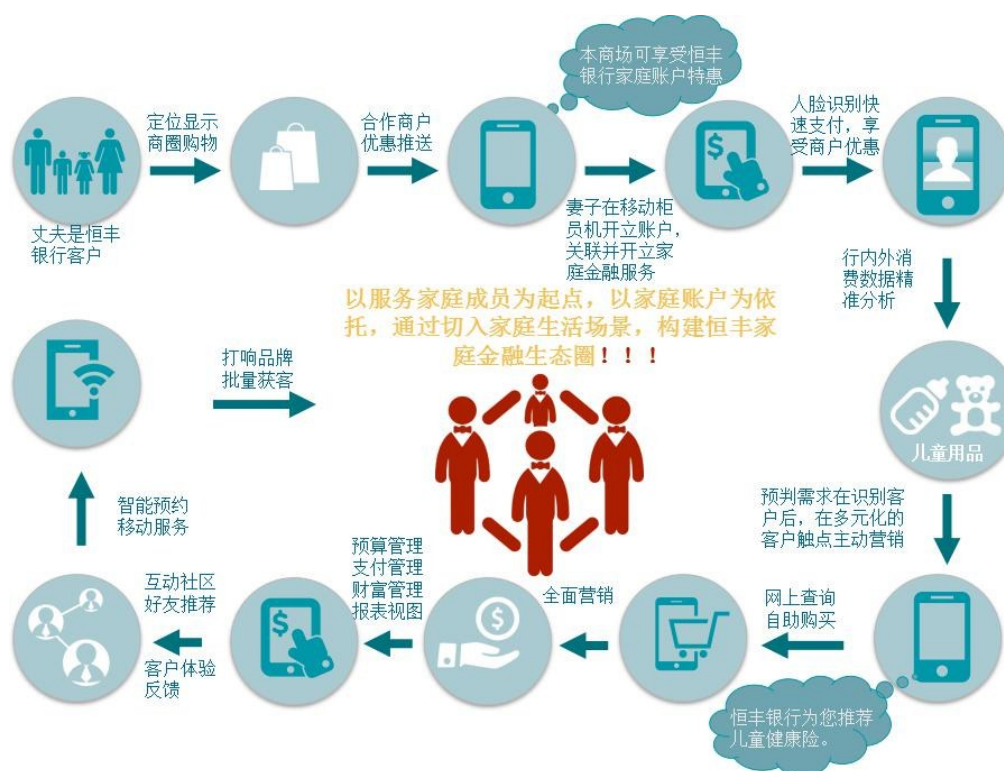 本商场可享受恒丰
银行家庭账户特惠
定位显示
商圈购物
合作商户
优惠推送
人脸识别快
速支付，享
受商户优惠
丈夫是恒丰
银行客户
妻子在移动柜
员机开立账户，
关联并开立家
庭金融服务
行内外消
费数据精
准分析
以服务家庭成员为起点，以家庭账户为依
托，通过切入家庭生活场景，构建恒丰家
庭金融生态圈！！！
打响品牌
批量获客
儿童用品
预判需求在识别客
户后，在多元化的
客户触点主动营销
智能预约
移动服务
预算管理
支付管理
财富管理
报表视图
全面营销
网上查询
自助购买
互动社区
好友推荐
客户体验
反馈
恒丰银行为您推荐
儿童健康险。
$
$
$